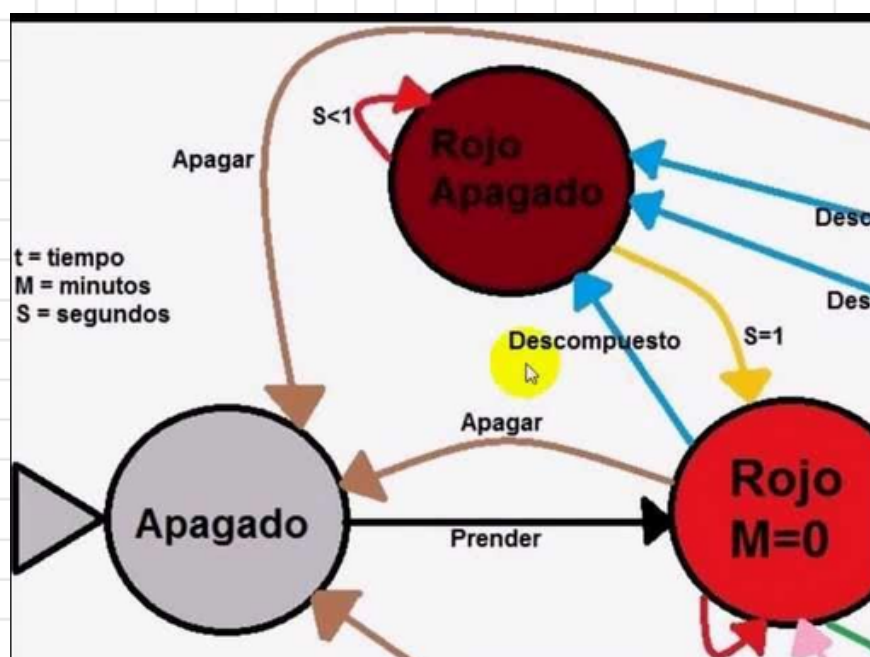 S<1
Rojo
Apagado
Apagar
Desc
t = tiempo
M = minutos
S = segundos
Des
Descompuesto
S=1
Apagar
Rojo
M=0
Apagado
Prender